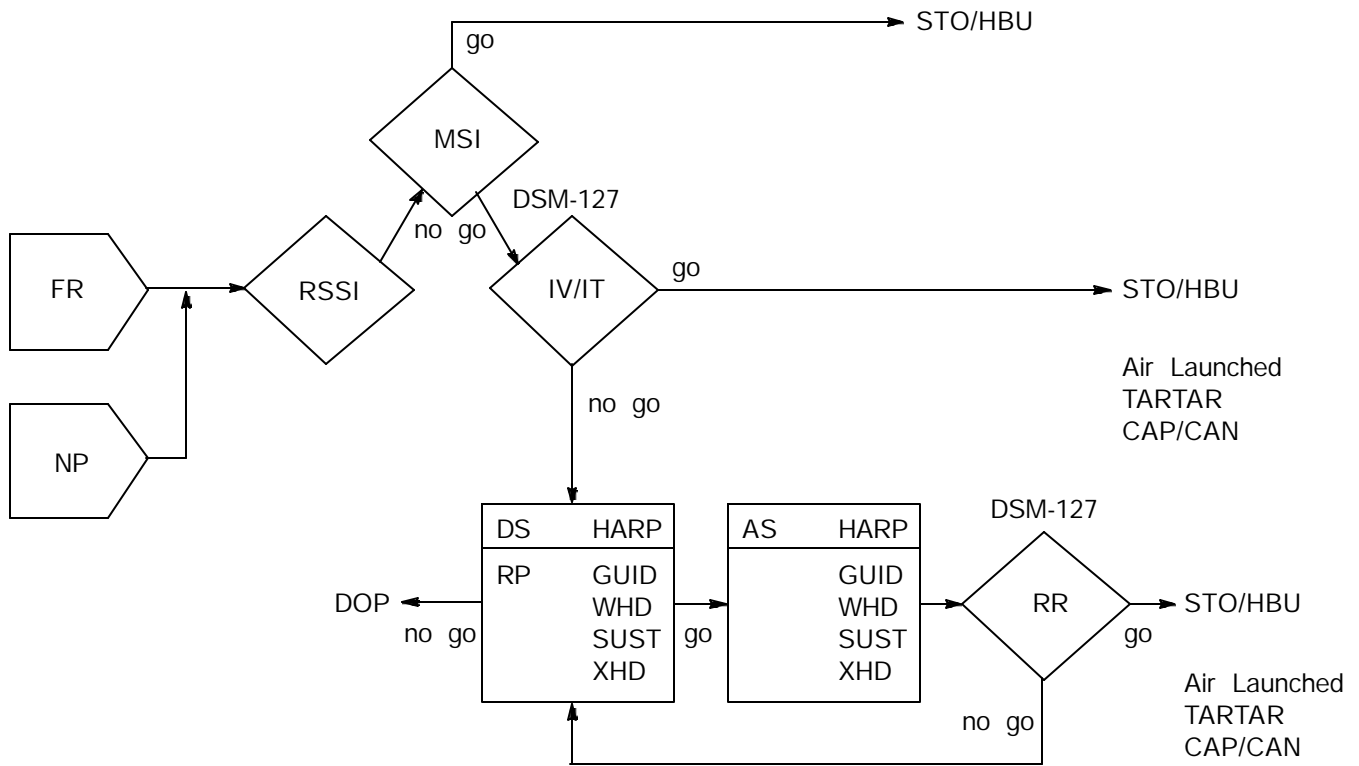 STO/HBU
go
MSI
DSM-127
no go
FR
RSSI
IV/IT
go
STO/HBU
Air Launched
TARTAR
CAP/CAN
no go
NP
DSM-127
DS HARP
RP GUID
WHD
SUST
XHD
AS HARP
GUID
WHD
SUST
XHD
DOP
no go
go
RR
STO/HBU
go
no go
Air Launched
TARTAR
CAP/CAN